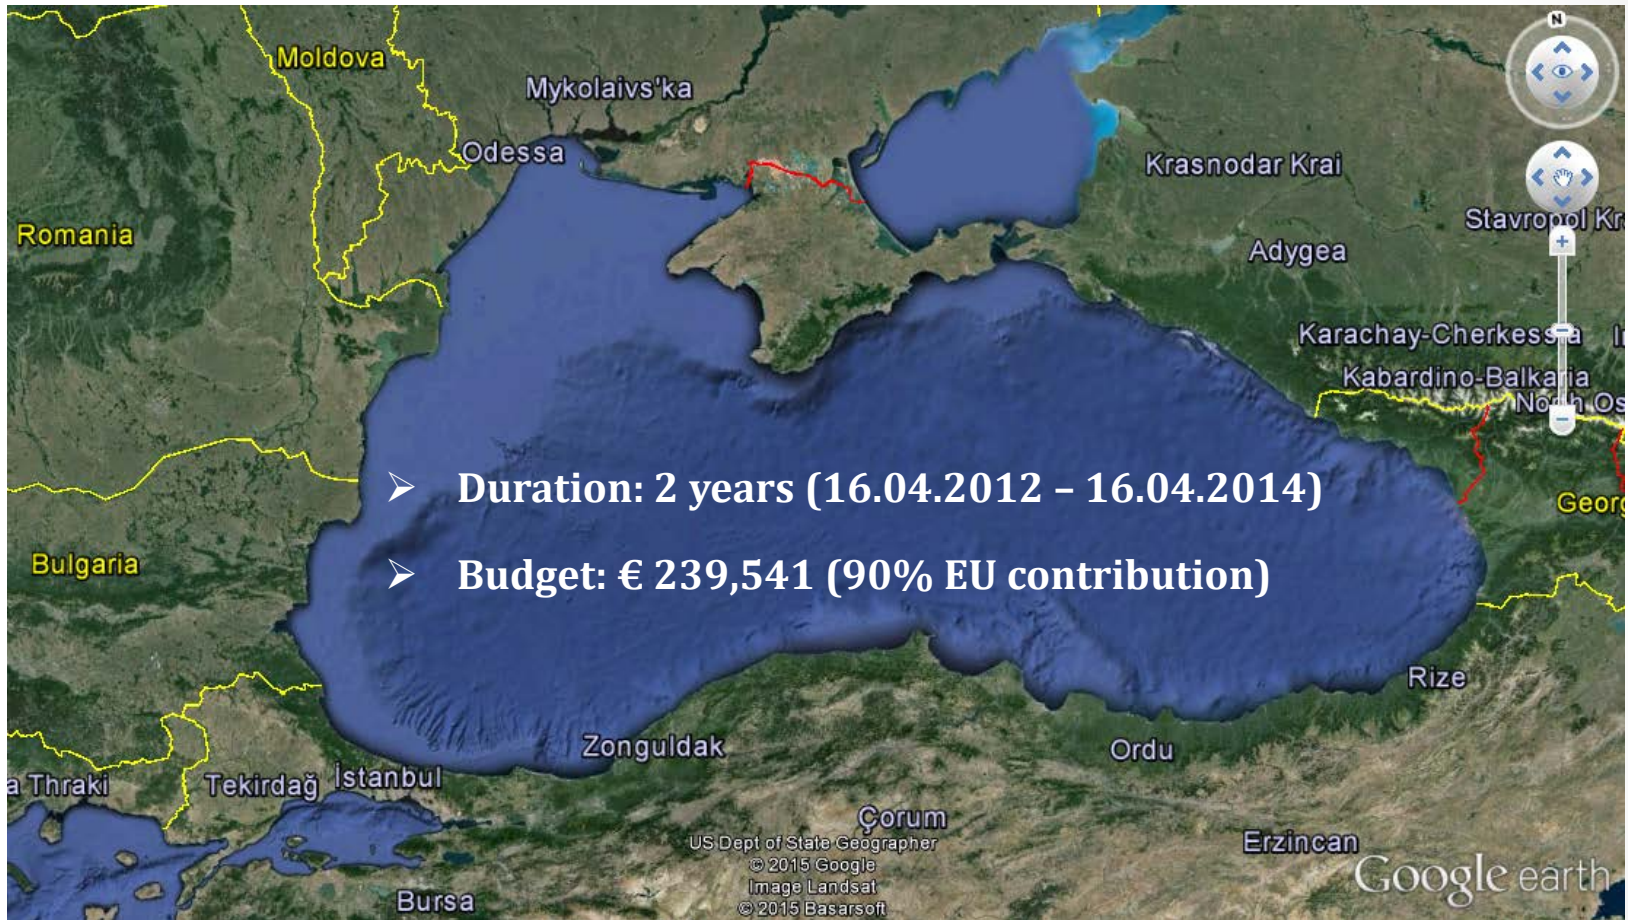 N
Moldova
Mykolaivs'ka
Odessa
Krasnodar Krai
Romania
Stavropol Kr
Adygea
Karachay-Cherkessia
Kabardino-Balkaria
North Os
➢ Duration: 2 years (16.04.2012 – 16.04.2014)
Georg
Bulgaria
➢ Budget: € 239,541 (90% EU contribution)
Rize
Zonguldak
Ordu
a Thraki
Tekirdağ
İstanbul
Çorum
US Dept of State Geographer
© 2015 Google
Image Landsat
© 2015 Basarsoft
Erzincan
Google earth
Bursa